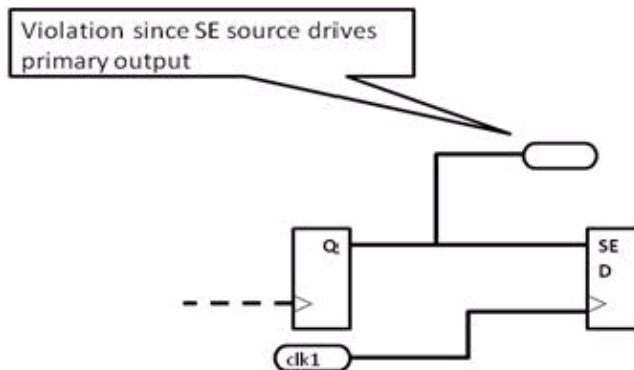 Violation since SE source drives
primary output
Q
SE
D
clk1